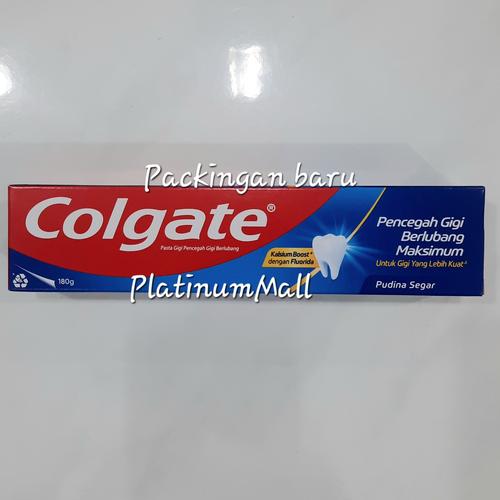 Packingan baru
Colgate®
Pasta Gigi Pencegah Gigi Berlubang
180g
Kalsium Boost+
dengan Fluorida
Pencegah Gigi
Berlubang
Maksimum
Untuk Gigi Yang Lebih Kuat^
Pudina Segar
PlatinumMall